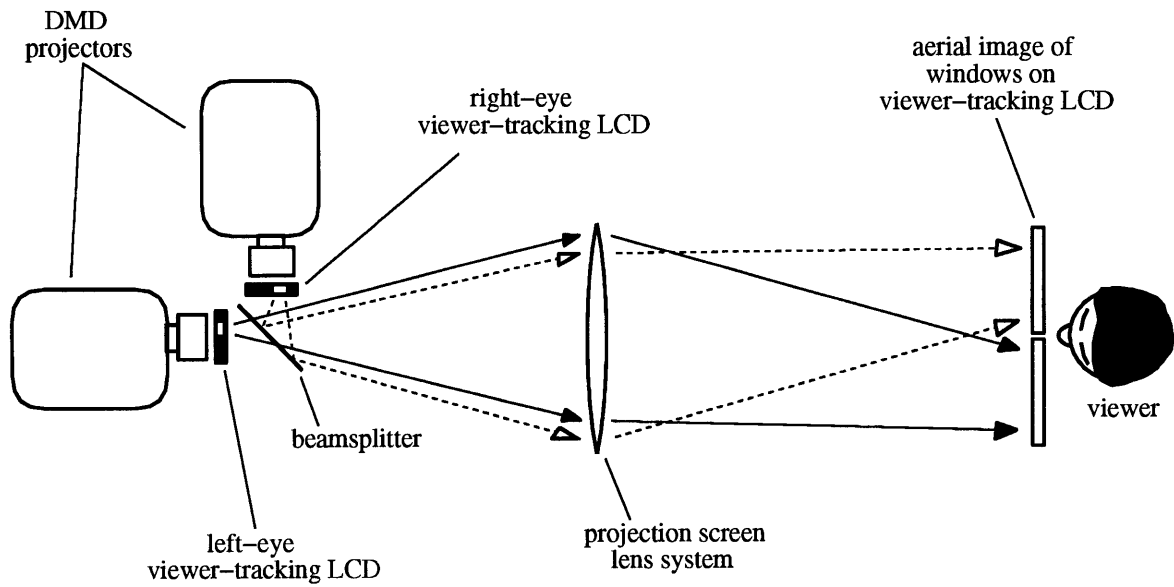 DMD
projectors
right–eye
viewer–tracking LCD
aerial image of
windows on
viewer–tracking LCD
beamsplitter
viewer
left–eye
viewer–tracking LCD
projection screen
lens system